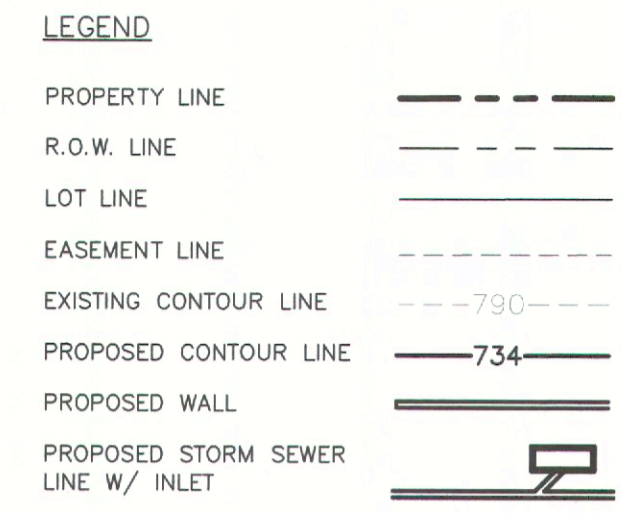 LEGEND
PROPERTY LINE
R.O.W. LINE
LOT LINE
EASEMENT LINE
EXISTING CONTOUR LINE
790
PROPOSED CONTOUR LINE
734
PROPOSED WALL
PROPOSED STORM SEWER
LINE W/ INLET